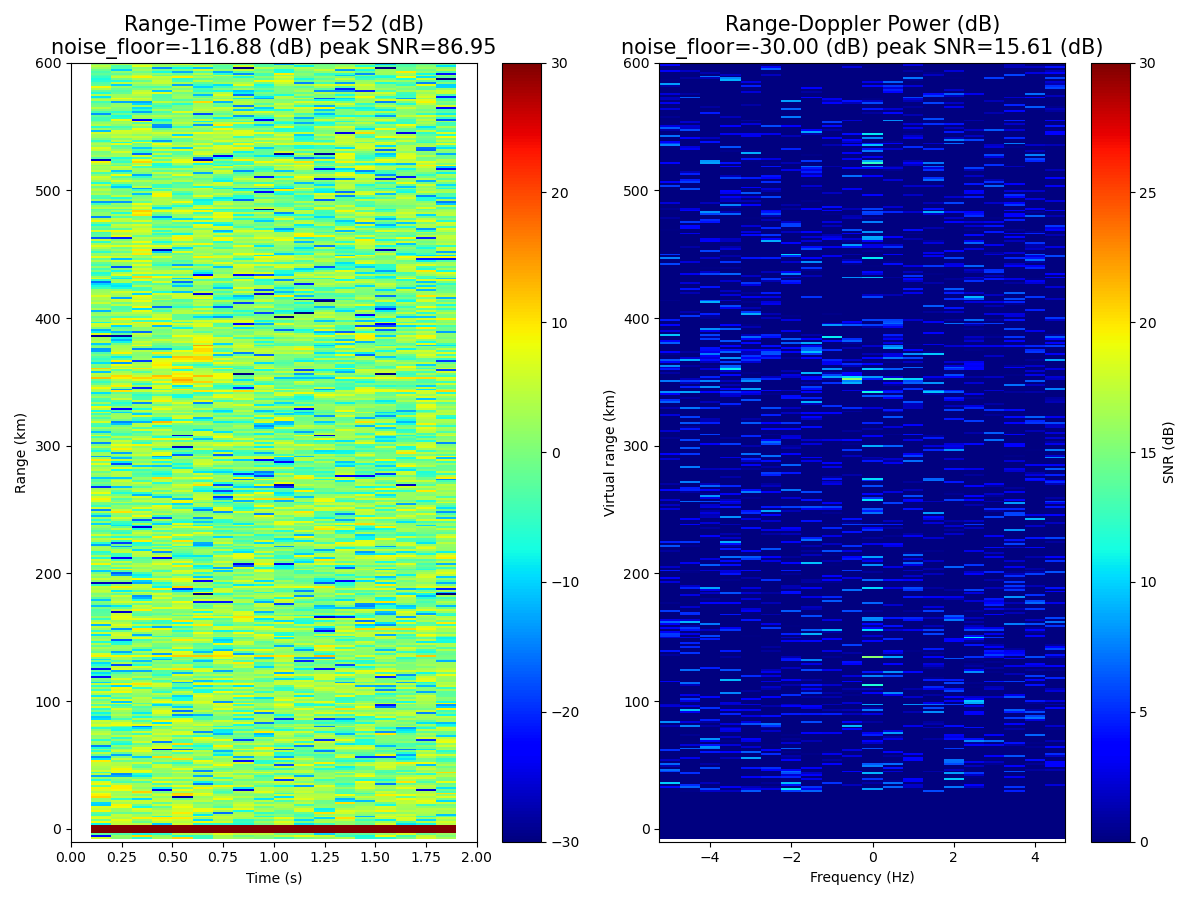 Range-Time Power f=52 (dB)
noise_floor=-116.88 (dB) peak SNR=86.95
Range-Doppler Power (dB)
noise_floor=-30.00 (dB) peak SNR=15.61 (dB)
Range (km)
600
500
400
300
200
100
0
0.00 0.25 0.50 0.75 1.00 1.25 1.50 1.75 2.00
Time (s)
30
20
10
0
−10
−20
−30
Virtual range (km)
600
500
400
300
200
100
0
−4 −2 0 2 4
Frequency (Hz)
30
25
20
15
10
5
0
SNR (dB)